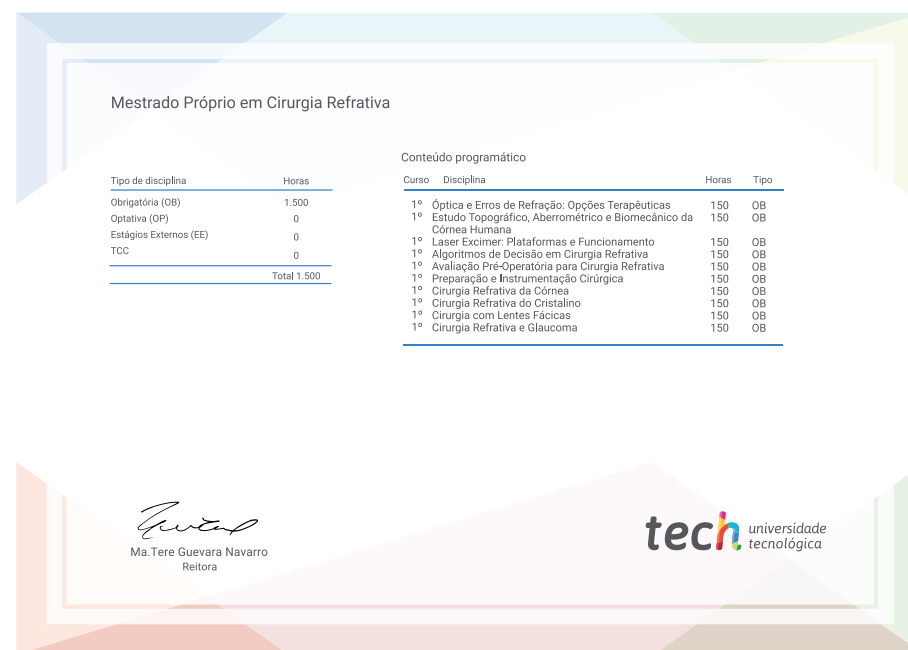 Mestrado Próprio em Cirurgia Refrativa
Tipo de disciplina Horas
Obrigatória (OB) 1.500
Optativa (OP) 0
Estágios Externos (EE) 0
TCC 0
Total 1.500
Conteúdo programático
Curso Disciplina Horas Tipo
1º Óptica e Erros de Refração: Opções Terapêuticas 150 OB
1º Estudo Topográfico, Aberrométrico e Biomecânico da 150 OB
Córnea Humana
1º Laser Excimer: Plataformas e Funcionamento 150 OB
1º Algoritmos de Decisão em Cirurgia Refrativa 150 OB
1º Avaliação Pré-Operatória para Cirurgia Refrativa 150 OB
1º Preparação e Instrumentação Cirúrgica 150 OB
1º Cirurgia Refrativa da Córnea 150 OB
1º Cirurgia Refrativa do Cristalino 150 OB
1º Cirurgia com Lentes Fácicas 150 OB
1º Cirurgia Refrativa e Glaucoma 150 OB
Ma.Tere Guevara Navarro
Reitora
tech universidade
tecnológica